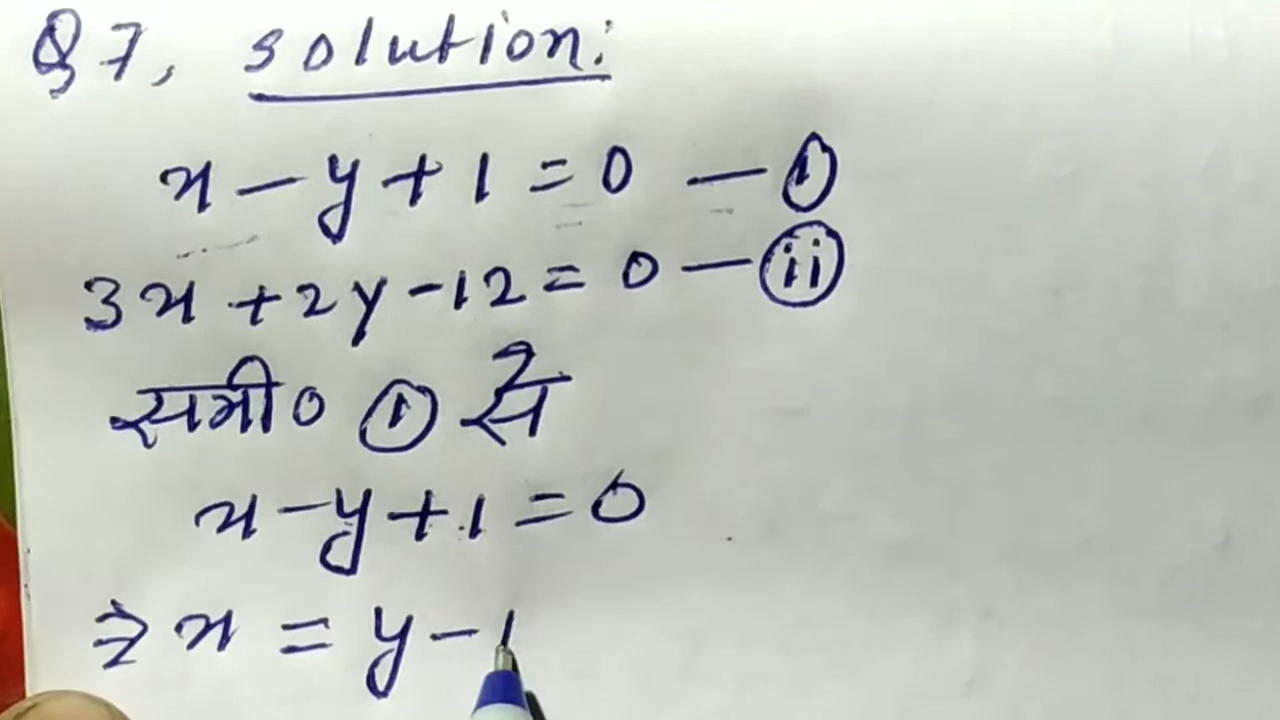 Q7, solution:
x - y + 1 = 0 — (i)
3x + 2y - 12 = 0 — (ii)
समी० (i) से
x - y + 1 = 0
⇒ x = y - 1